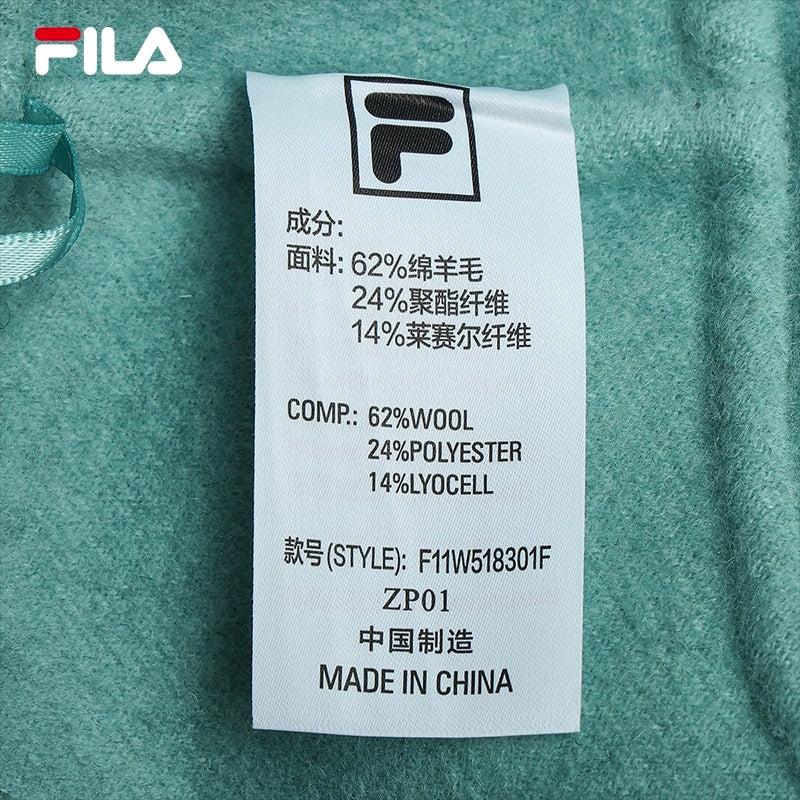 FILA
成分:
面料: 62%绵羊毛
24%聚酯纤维
14%莱赛尔纤维
COMP.: 62%WOOL
24%POLYESTER
14%LYOCELL
款号(STYLE): F11W518301F
ZP01
中国制造
MADE IN CHINA